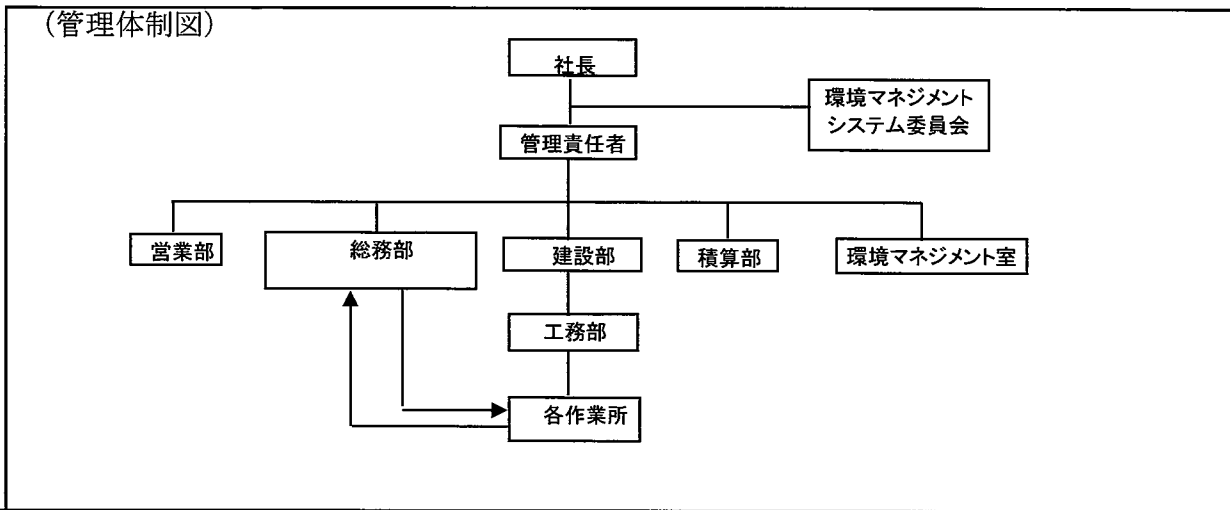 (管理体制図)
社長
環境マネジメント
システム委員会
管理責任者
営業部
総務部
建設部
積算部
環境マネジメント室
工務部
各作業所